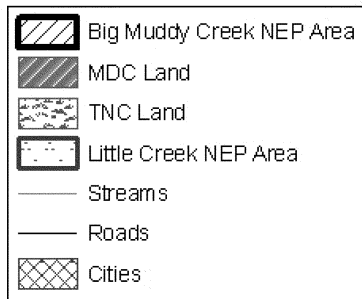 Big Muddy Creek NEP Area
MDC Land
TNC Land
Little Creek NEP Area
Streams
Roads
Cities